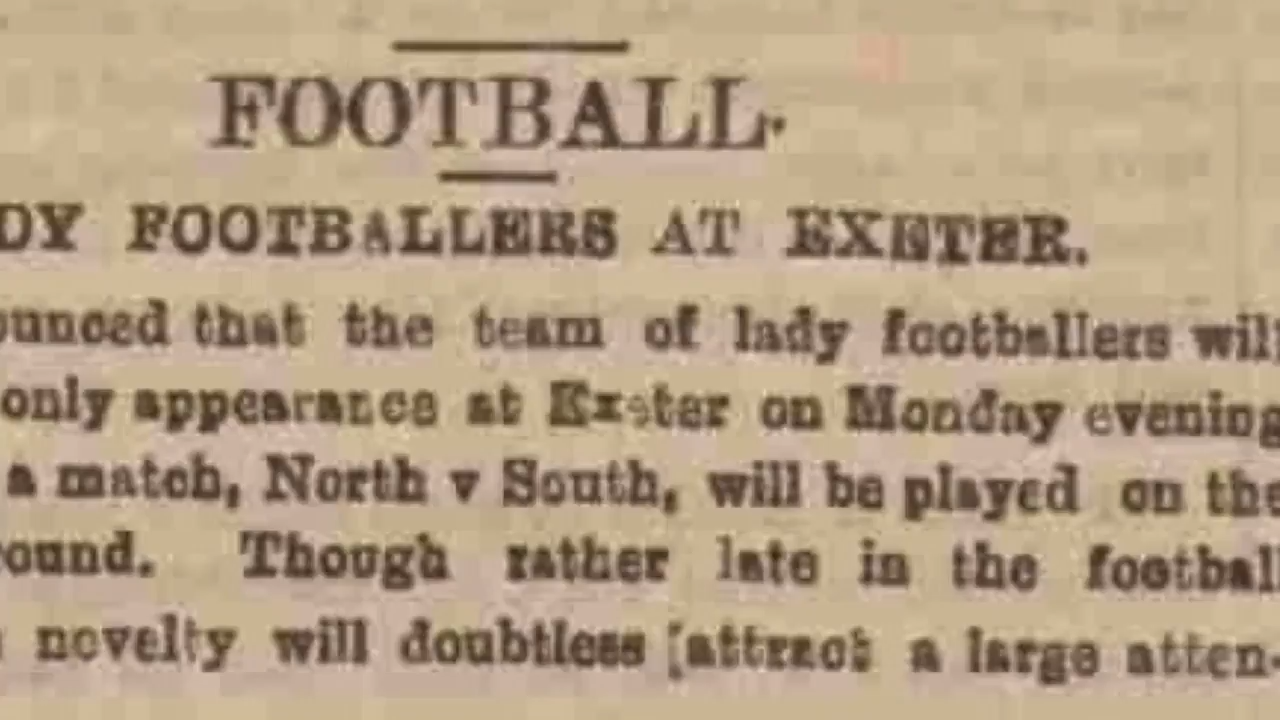 FOOTBALL.
DY FOOTBALLERS AT EXETER.
ounced that the team of lady footballers will
only appearance at Exeter on Monday evening
a match, North v South, will be played on the
ound. Though rather late in the football
novelty will doubtless [attract a large atten-